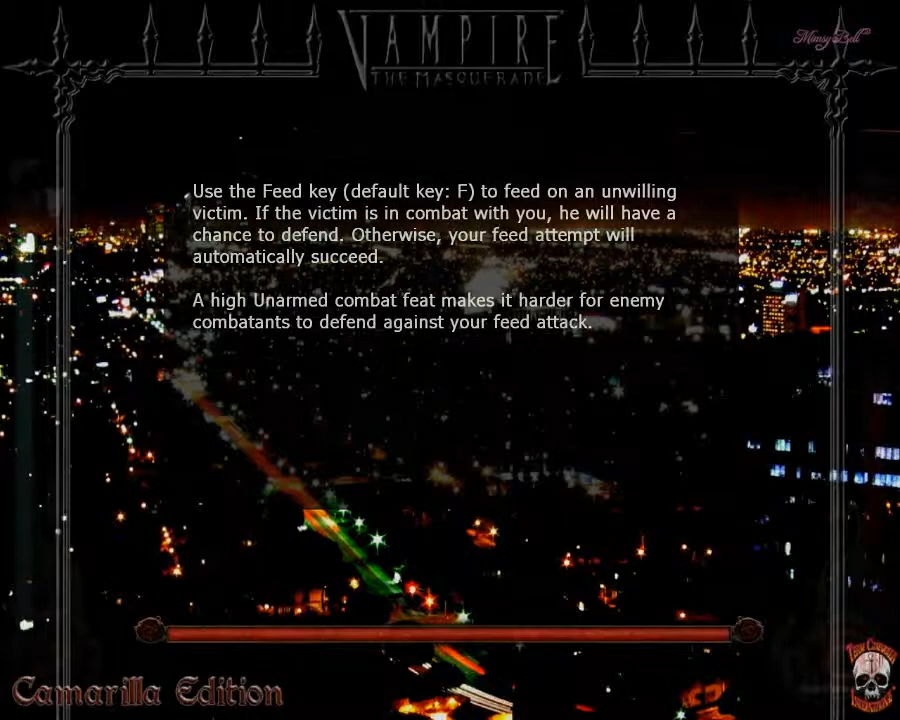 VAMPIRE
THE MASQUERADE
Mimsy Bell
Use the Feed key (default key: F) to feed on an unwilling
victim. If the victim is in combat with you, he will have a
chance to defend. Otherwise, your feed attempt will
automatically succeed.
A high Unarmed combat feat makes it harder for enemy
combatants to defend against your feed attack.
Camarilla Edition